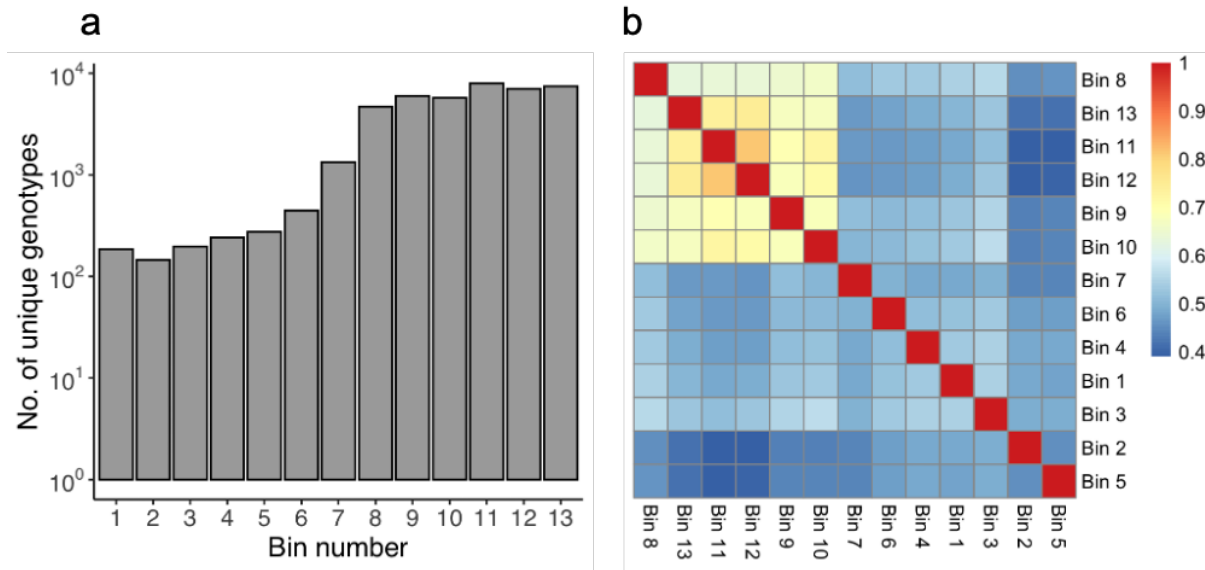 a
No. of unique genotypes
10⁴
10³
10²
10¹
10⁰
1 2 3 4 5 6 7 8 9 10 11 12 13
Bin number
b
Bin 8
Bin 13
Bin 11
Bin 12
Bin 9
Bin 10
Bin 7
Bin 6
Bin 4
Bin 1
Bin 3
Bin 2
Bin 5
Bin 8 Bin 13 Bin 11 Bin 12 Bin 9 Bin 10 Bin 7 Bin 6 Bin 4 Bin 1 Bin 3 Bin 2 Bin 5
1
0.9
0.8
0.7
0.6
0.5
0.4